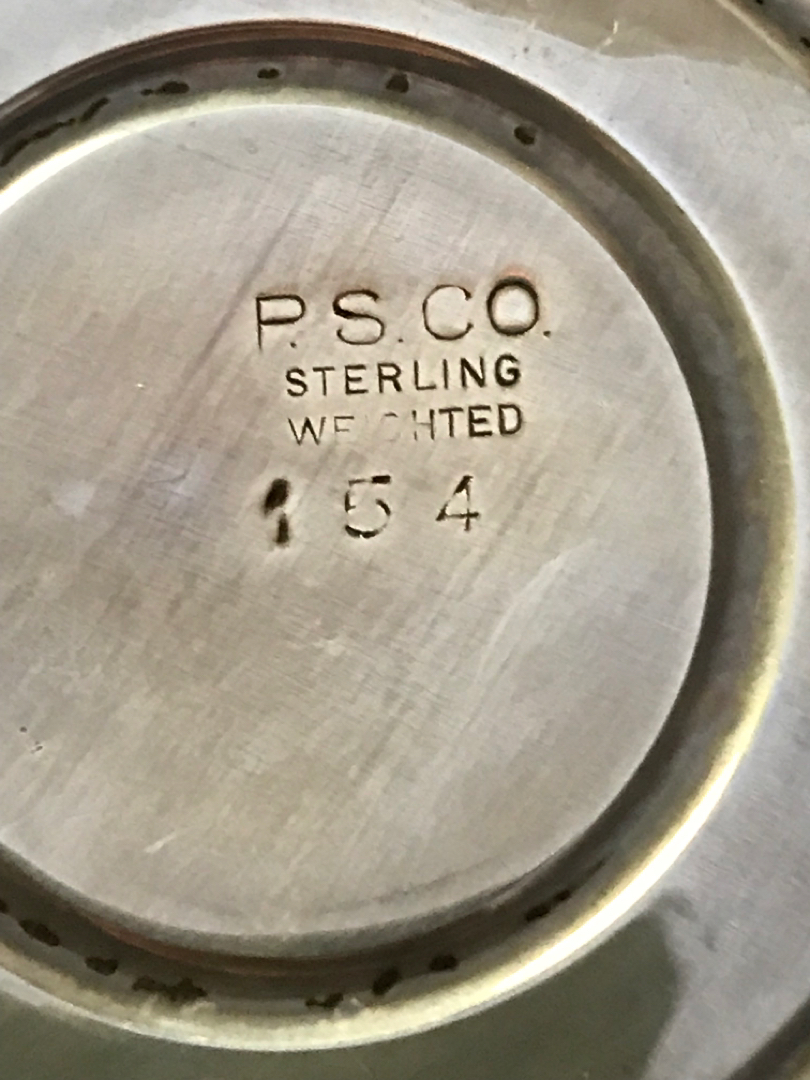 P. S. CO.
STERLING
WEIGHTED
154